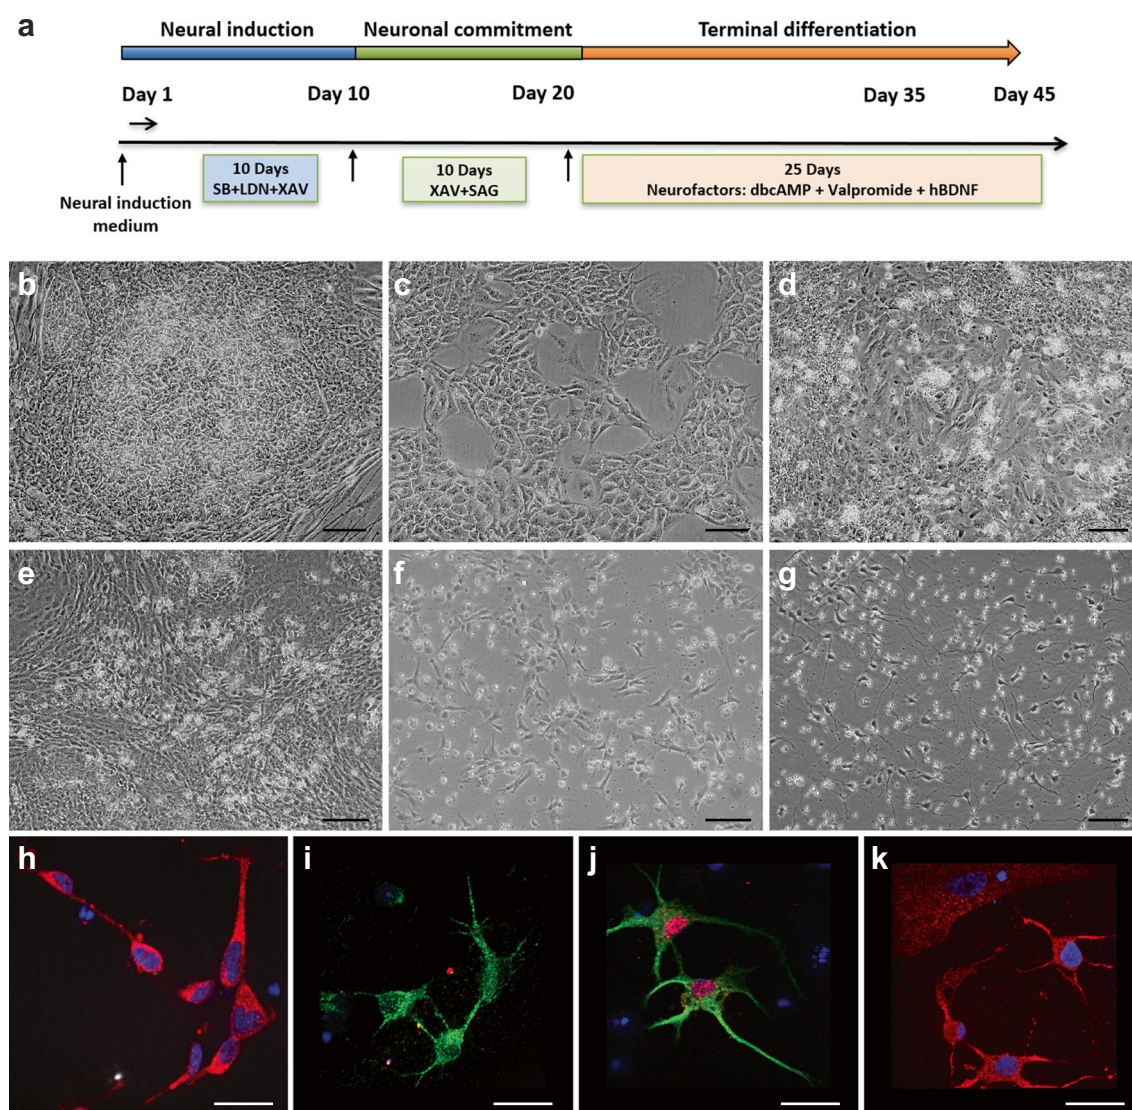 a
Neural induction Neuronal commitment Terminal differentiation
Day 1 Day 10 Day 20 Day 35 Day 45
10 Days
SB+LDN+XAV
10 Days
XAV+SAG
25 Days
Neurofactors: dbcAMP + Valpromide + hBDNF
Neural induction
medium
b
c
d
e
f
g
h
i
j
k